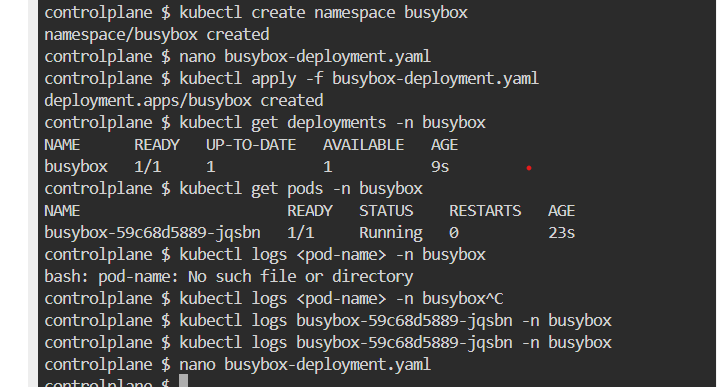 controlplane $ kubectl create namespace busybox
namespace/busybox created
controlplane $ nano busybox-deployment.yaml
controlplane $ kubectl apply -f busybox-deployment.yaml
deployment.apps/busybox created
controlplane $ kubectl get deployments -n busybox
NAME READY UP-TO-DATE AVAILABLE AGE
busybox 1/1 1 1 9s
controlplane $ kubectl get pods -n busybox
NAME READY STATUS RESTARTS AGE
busybox-59c68d5889-jqsbn 1/1 Running 0 23s
controlplane $ kubectl logs <pod-name> -n busybox
bash: pod-name: No such file or directory
controlplane $ kubectl logs <pod-name> -n busybox^C
controlplane $ kubectl logs busybox-59c68d5889-jqsbn -n busybox
controlplane $ kubectl logs busybox-59c68d5889-jqsbn -n busybox
controlplane $ nano busybox-deployment.yaml
controlplane $